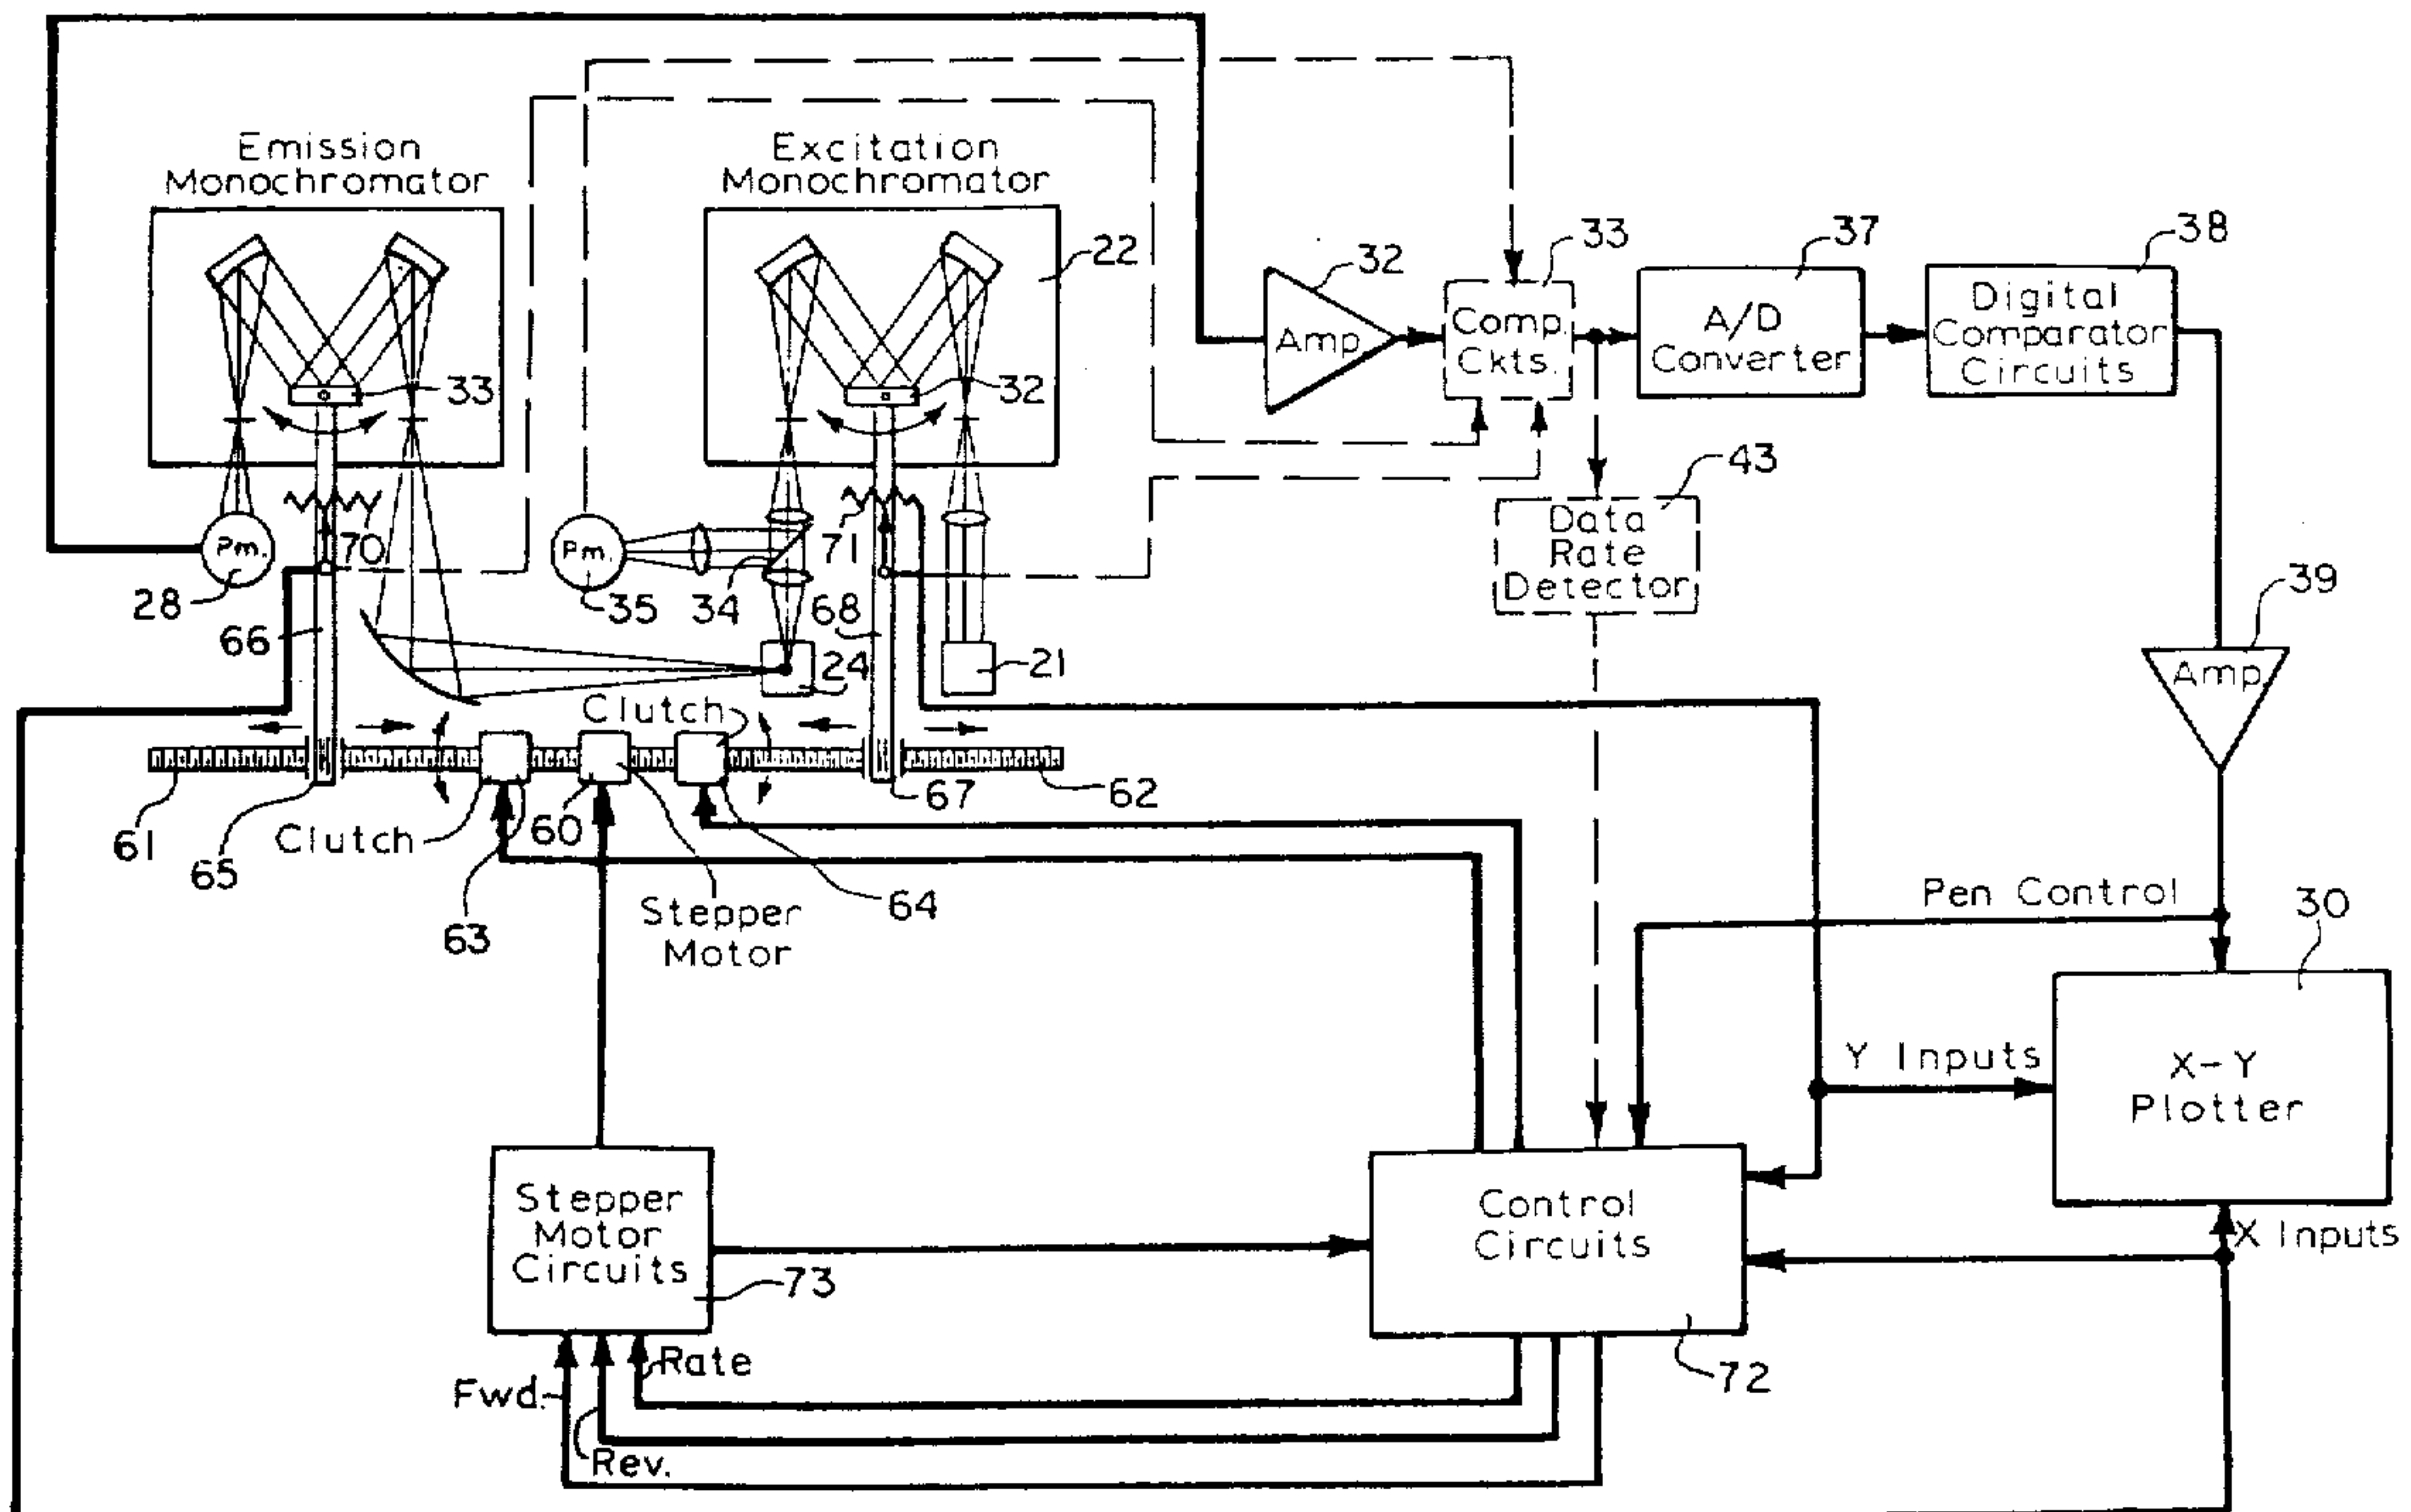 Emission
Monochromator
Excitation
Monochromator
22
32
33
37
38
Amp
Comp.
Ckts.
A/D
Converter
Digital
Comparator
Circuits
33
32
43
Data
Rate
Detector
Pm.
70
28
Pm.
35
34
71
68
66
24
21
39
Amp
Clutch
61
65
Clutch
63
60
Stepper
Motor
64
67
62
Pen Control
30
Y Inputs
X-Y
Plotter
X Inputs
Stepper
Motor
Circuits
73
Control
Circuits
72
Rate
Fwd.
Rev.